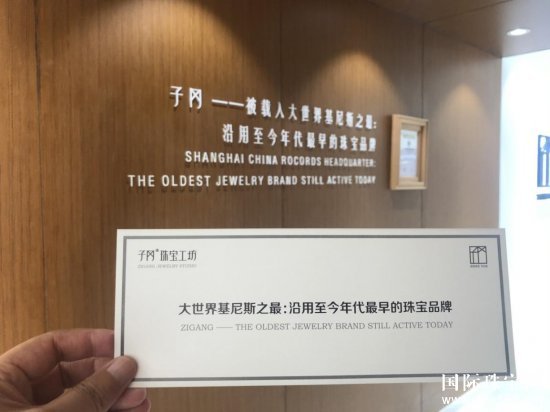 子冈——被载入大世界基尼斯之最:
沿用至今年代最早的珠宝品牌
SHANGHAI CHINA ROCORDS HEADQUARTER:
THE OLDEST JEWELRY BRAND STILL ACTIVE TODAY
子冈®珠宝工坊
ZIGANG JEWELRY STUDIO
大世界基尼斯之最:沿用至今年代最早的珠宝品牌
ZIGANG —— THE OLDEST JEWELRY BRAND STILL ACTIVE TODAY
国际珠
www.